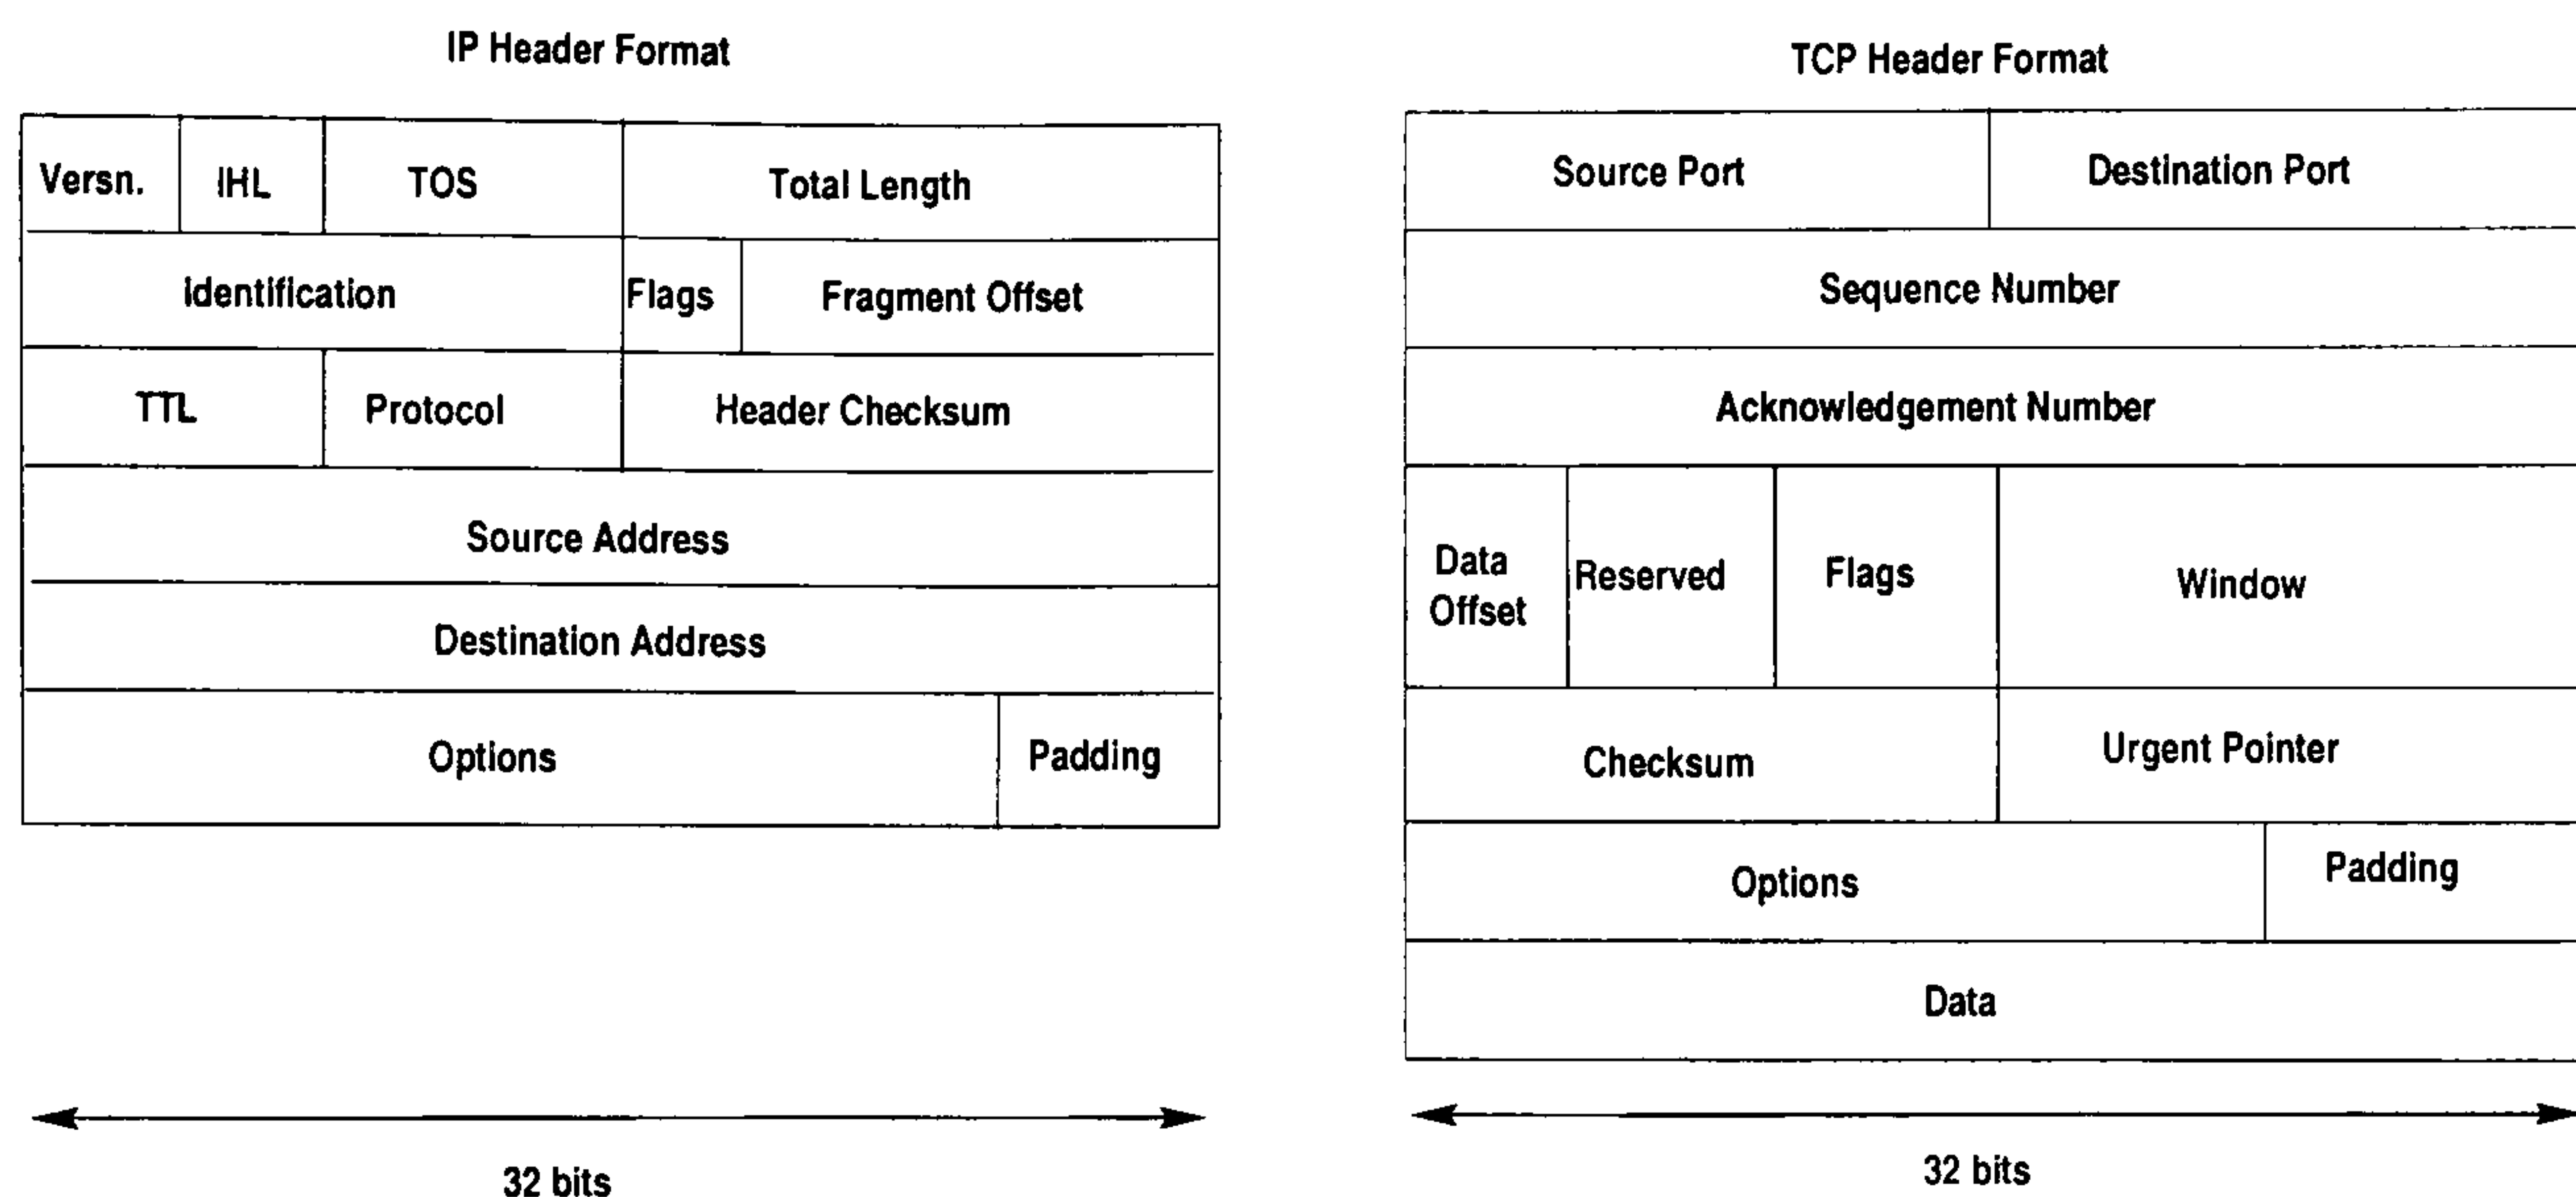 IP Header Format
Versn. IHL TOS Total Length
Identification Flags Fragment Offset
TTL Protocol Header Checksum
Source Address
Destination Address
Options Padding
32 bits
TCP Header Format
Source Port Destination Port
Sequence Number
Acknowledgement Number
Data Offset Reserved Flags Window
Checksum Urgent Pointer
Options Padding
Data
32 bits